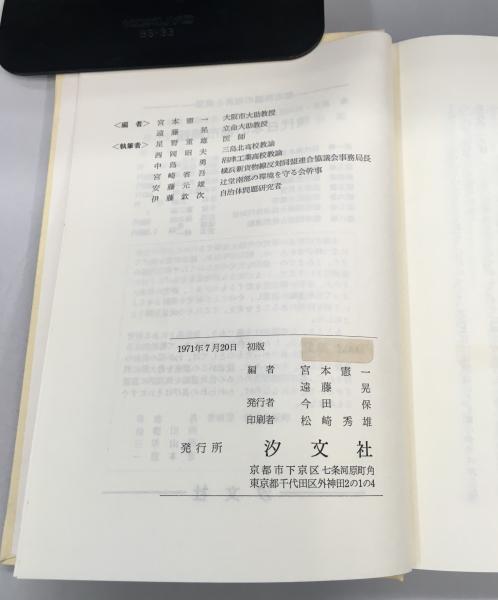 <編者> 宮本憲一 大阪市大助教授
遠藤晃 立命大助教授
<執筆者> 星野重雄 医師
西岡昭夫 三島北高校教諭
中島勇 沼津工業高校教諭
宮崎省吾 横浜新貨物線反対同盟連合協議会事務局長
安藤元雄 辻堂南部の環境を守る会幹事
伊藤欽次 自治体問題研究者
1971年7月20日 初版
編者 宮本憲一
遠藤晃
発行者 今田保
印刷者 松崎秀雄
発行所 汐文社
京都市下京区七条河原町角
東京都千代田区外神田2の1の4